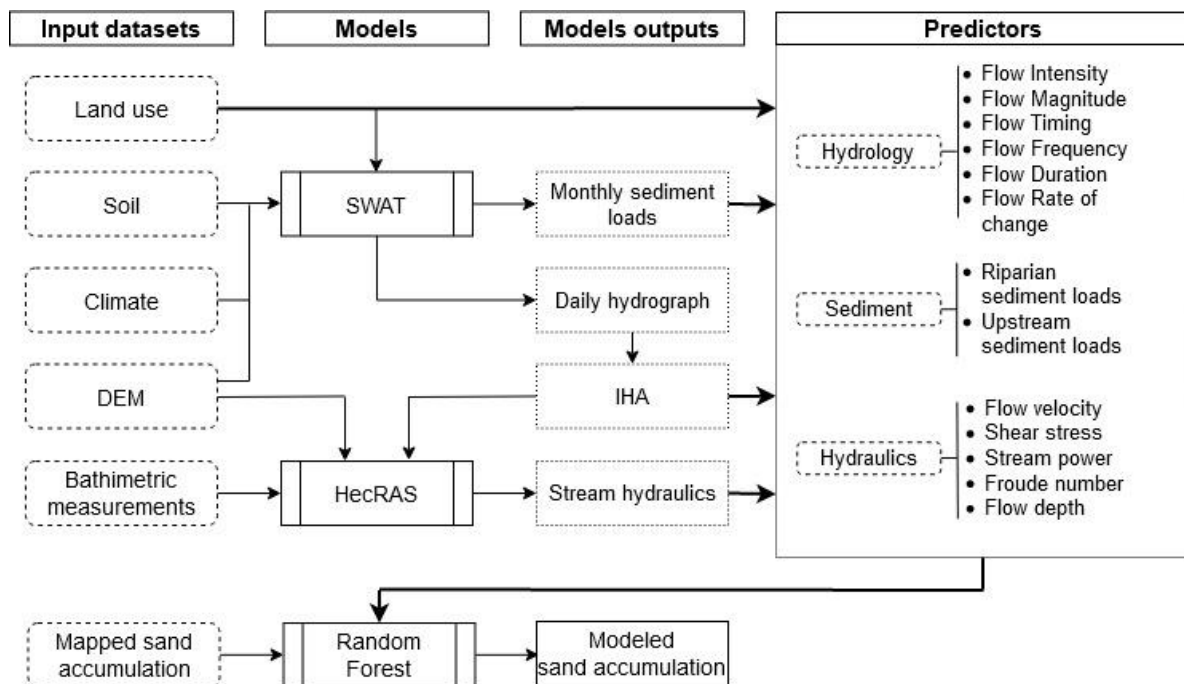 Input datasets
Models
Models outputs
Predictors
Land use
Soil
Climate
DEM
Bathimetric
measurements
SWAT
HecRAS
Monthly sediment
loads
Daily hydrograph
IHA
Stream hydraulics
Hydrology
• Flow Intensity
• Flow Magnitude
• Flow Timing
• Flow Frequency
• Flow Duration
• Flow Rate of
change
Sediment
• Riparian
sediment loads
• Upstream
sediment loads
Hydraulics
• Flow velocity
• Shear stress
• Stream power
• Froude number
• Flow depth
Mapped sand
accumulation
Random
Forest
Modeled
sand accumulation